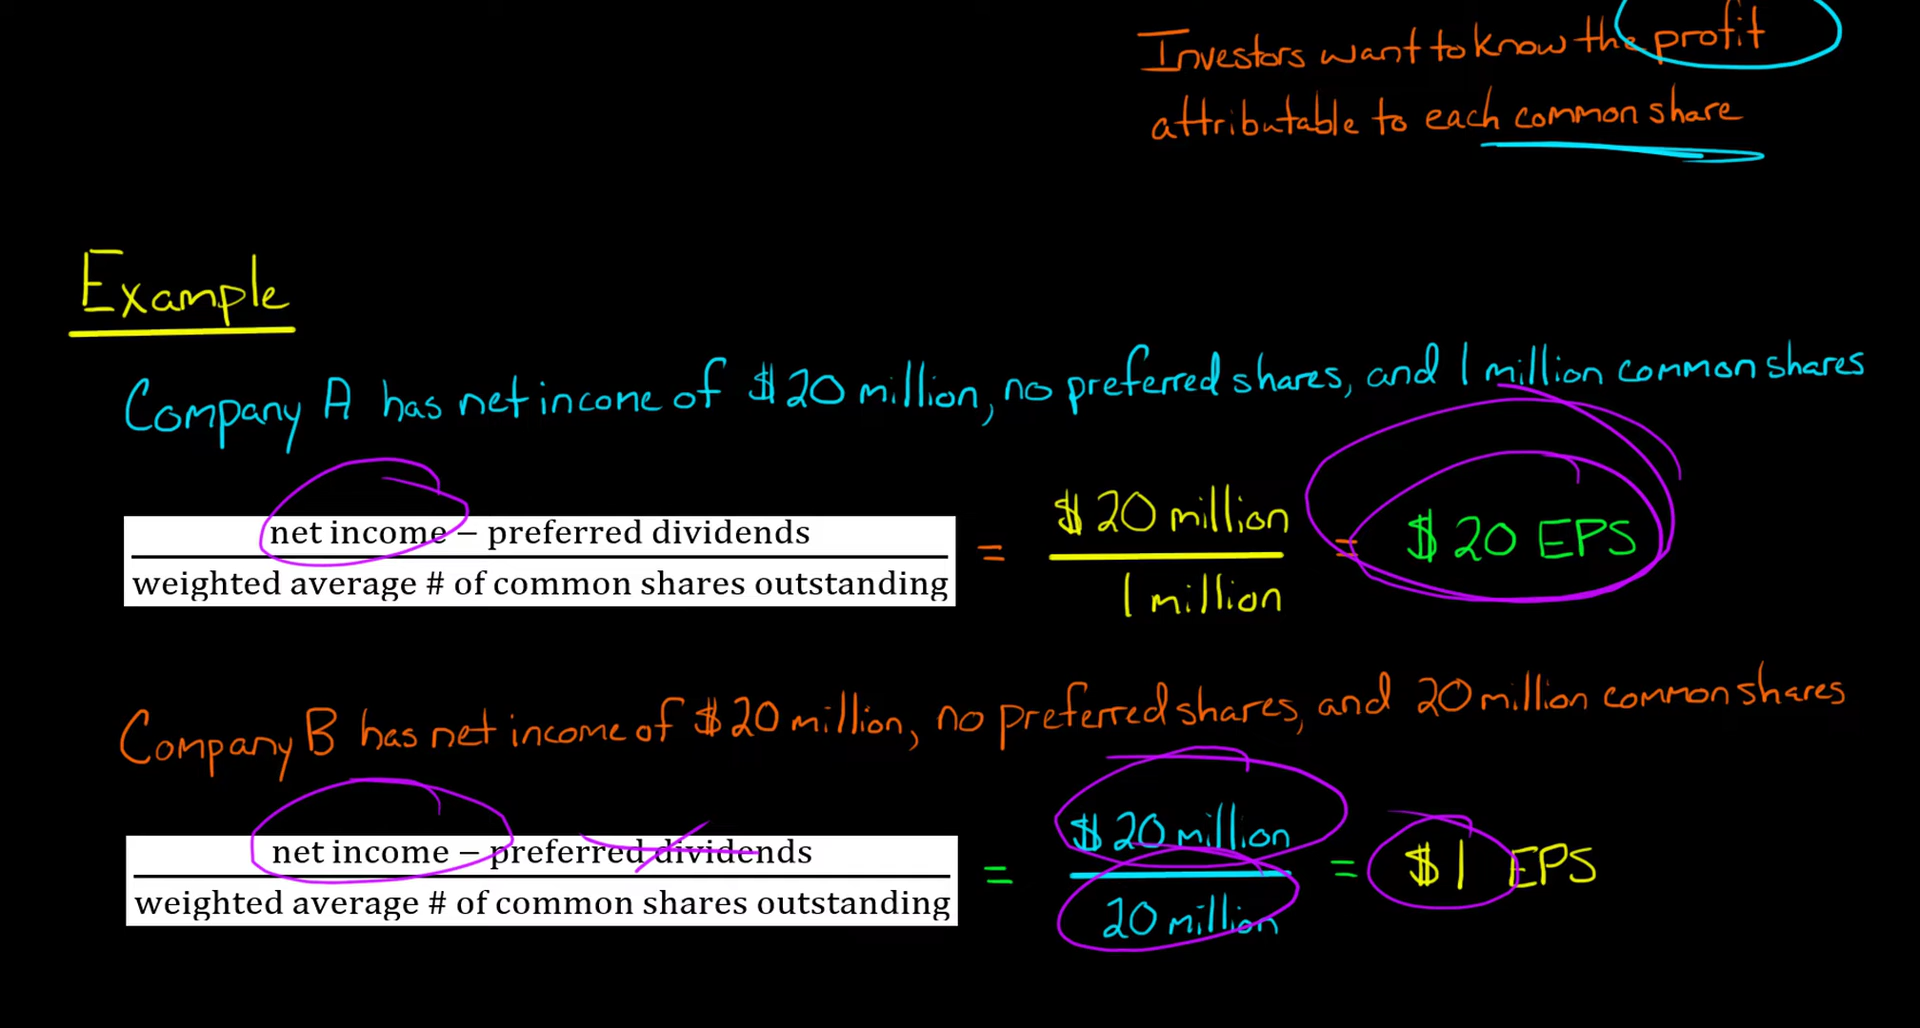 Investors want to know the profit
attributable to each common share
Example
Company A has net income of $20 million, no preferred shares, and 1 million common shares
net income − preferred dividends
weighted average # of common shares outstanding
=
$20 million
1 million
= $20 EPS
Company B has net income of $20 million, no preferred shares, and 20 million common shares
net income − preferred dividends
weighted average # of common shares outstanding
=
$20 million
20 million
= $1 EPS